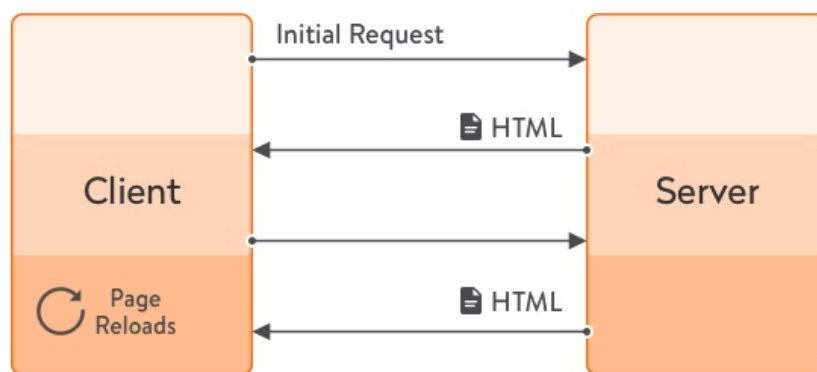 Initial Request
HTML
Client
Server
Page
Reloads
HTML